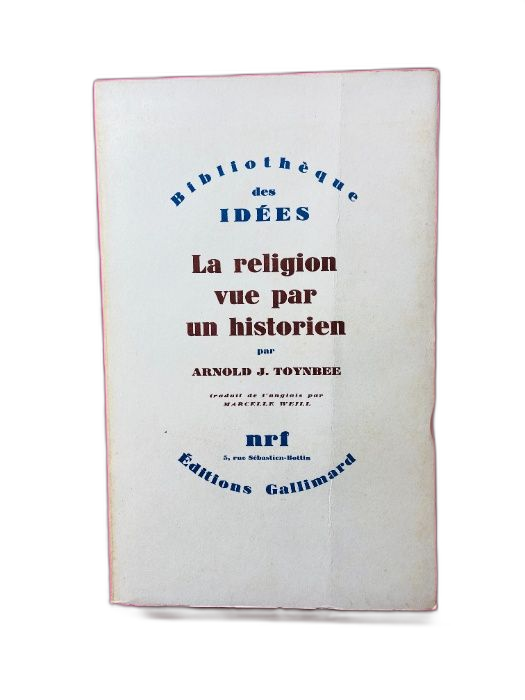 Bibliothèque
des
IDÉES
La religion
vue par
un historien
par
ARNOLD J. TOYNBEE
traduit de l'anglais par
MARCELLE WEILL
nrf
5, rue Sébastien-Bottin
Éditions Gallimard